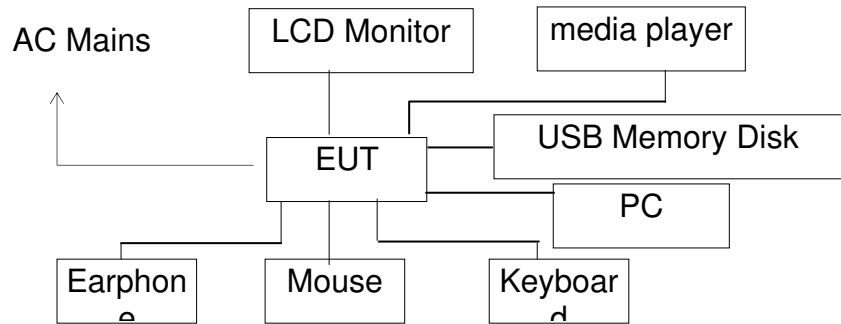 AC Mains
LCD Monitor
media player
EUT
USB Memory Disk
PC
Earphon
e
Mouse
Keyboar
d